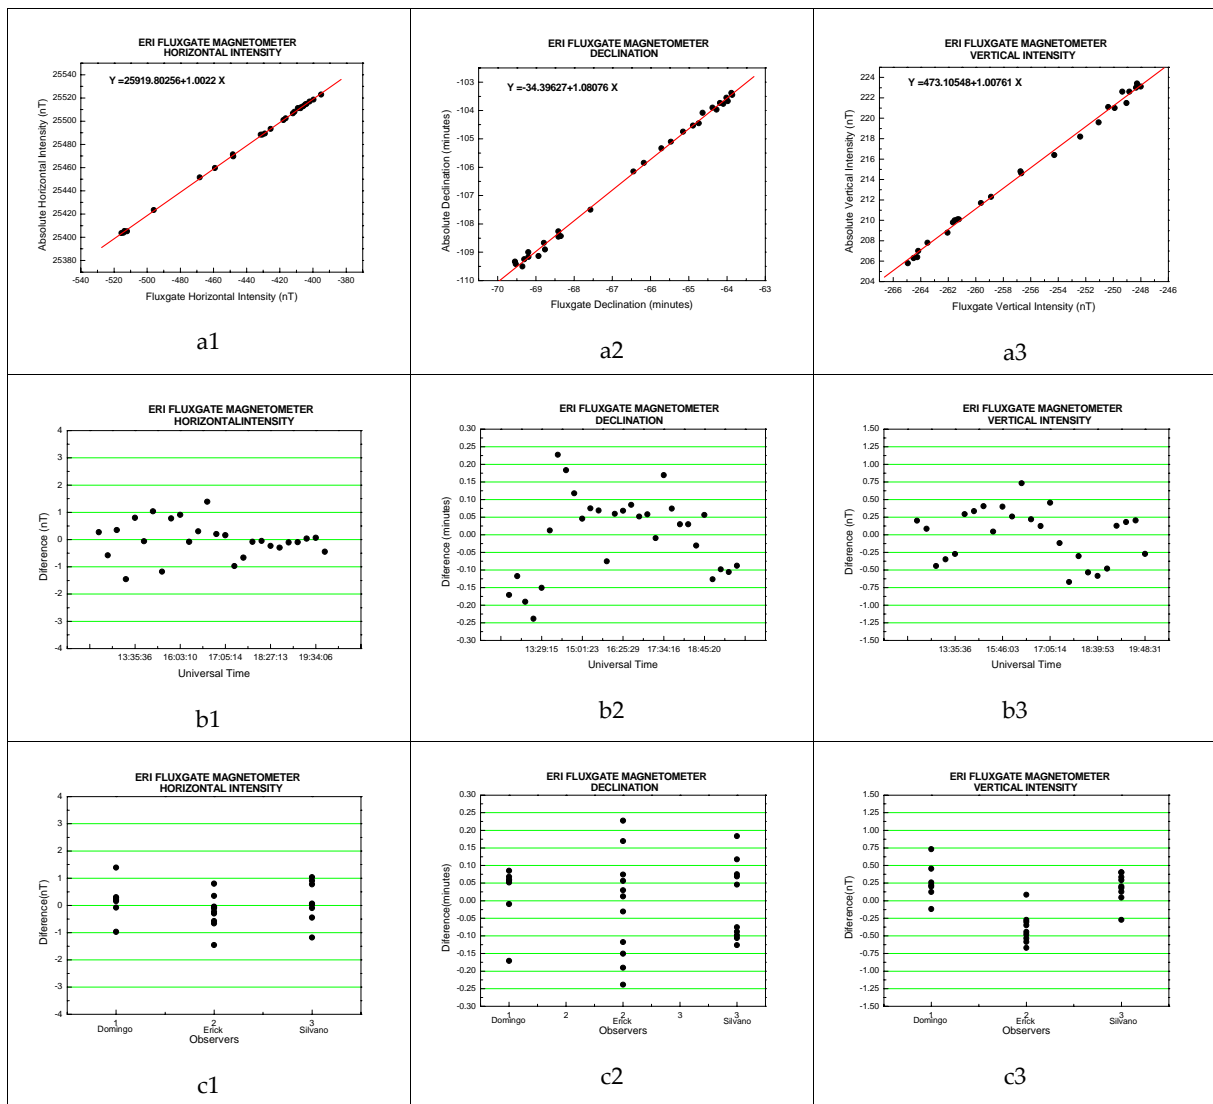 ERI FLUXGATE MAGNETOMETER
HORIZONTAL INTENSITY
Y =25919.80256+1.0022 X
Absolute Horizontal Intensity (nT)
25540
25520
25500
25480
25460
25440
25420
25400
25380
-540 -520 -500 -480 -460 -440 -420 -400 -380
Fluxgate Horizontal Intensity (nT)
a1
ERI FLUXGATE MAGNETOMETER
DECLINATION
Y =-34.39627+1.08076 X
Absolute Declination (minutes)
-103
-104
-105
-106
-107
-108
-109
-110
-70 -69 -68 -67 -66 -65 -64 -63
Fluxgate Declination (minutes)
a2
ERI FLUXGATE MAGNETOMETER
VERTICAL INTENSITY
Y =473.10548+1.00761 X
Absolute Vertical Intensity (nT)
224
222
220
218
216
214
212
210
208
206
204
-266 -264 -262 -260 -258 -256 -254 -252 -250 -248 -246
Fluxgate Vertical Intensity (nT)
a3
ERI FLUXGATE MAGNETOMETER
HORIZONTALINTENSITY
Diference (nT)
4
3
2
1
0
-1
-2
-3
-4
13:35:36 16:03:10 17:05:14 18:27:13 19:34:06
Universal Time
b1
ERI FLUXGATE MAGNETOMETER
DECLINATION
Diference (minutes)
0.30
0.25
0.20
0.15
0.10
0.05
0.00
-0.05
-0.10
-0.15
-0.20
-0.25
-0.30
13:29:15 15:01:23 16:25:29 17:34:16 18:45:20
Universal Time
b2
ERI FLUXGATE MAGNETOMETER
VERTICAL INTENSITY
Diference (nT)
1.50
1.25
1.00
0.75
0.50
0.25
0.00
-0.25
-0.50
-0.75
-1.00
-1.25
-1.50
13:35:36 15:46:03 17:05:14 18:39:53 19:48:31
Universal Time
b3
ERI FLUXGATE MAGNETOMETER
HORIZONTAL INTENSITY
Diference(nT)
4
3
2
1
0
-1
-2
-3
-4
1 2 3
Domingo Erick Silvano
Observers
c1
ERI FLUXGATE MAGNETOMETER
DECLINATION
Diference(minutes)
0.30
0.25
0.20
0.15
0.10
0.05
0.00
-0.05
-0.10
-0.15
-0.20
-0.25
-0.30
1 2 2 3 3
Domingo Erick Silvano
Observers
c2
ERI FLUXGATE MAGNETOMETER
VERTICAL INTENSITY
Diference(nT)
1.50
1.25
1.00
0.75
0.50
0.25
0.00
-0.25
-0.50
-0.75
-1.00
-1.25
-1.50
1 2 3
Domingo Erick Silvano
Observers
c3